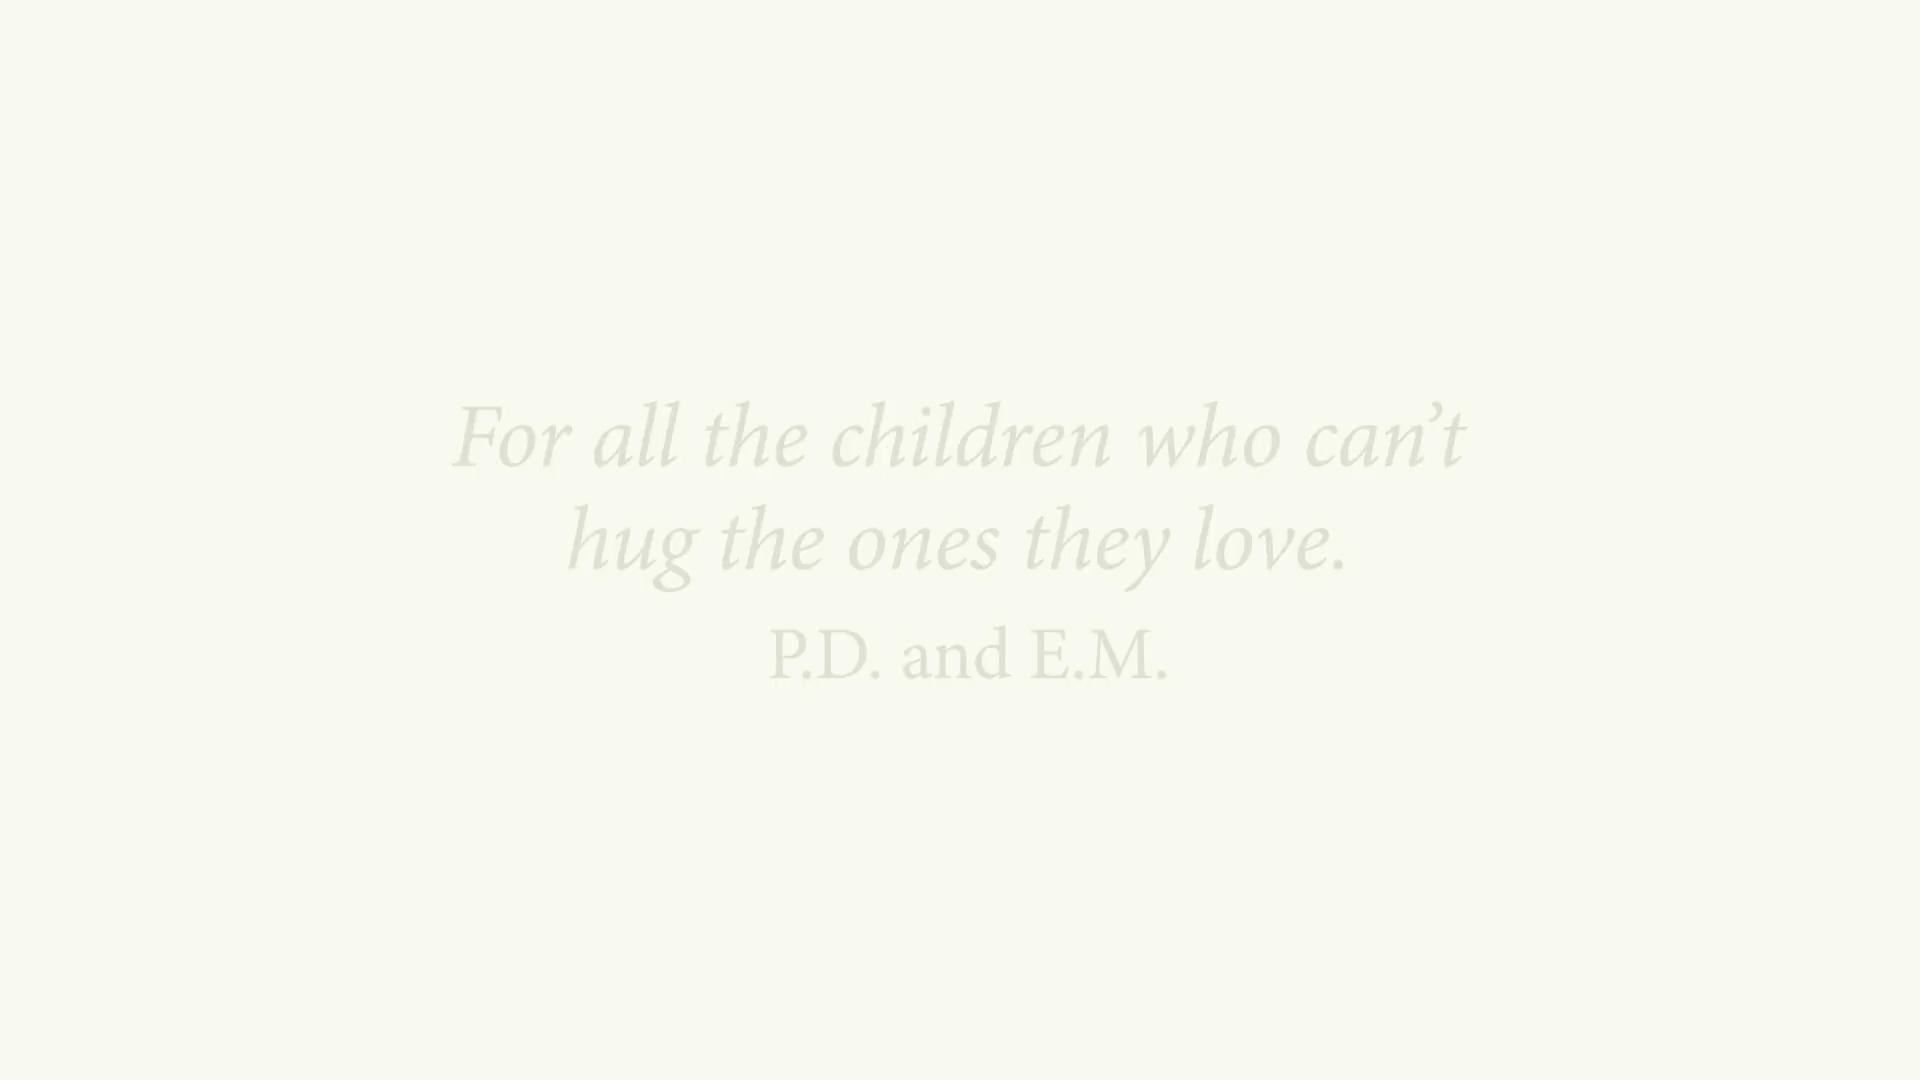 For all the children who can’t
hug the ones they love.
P.D. and E.M.